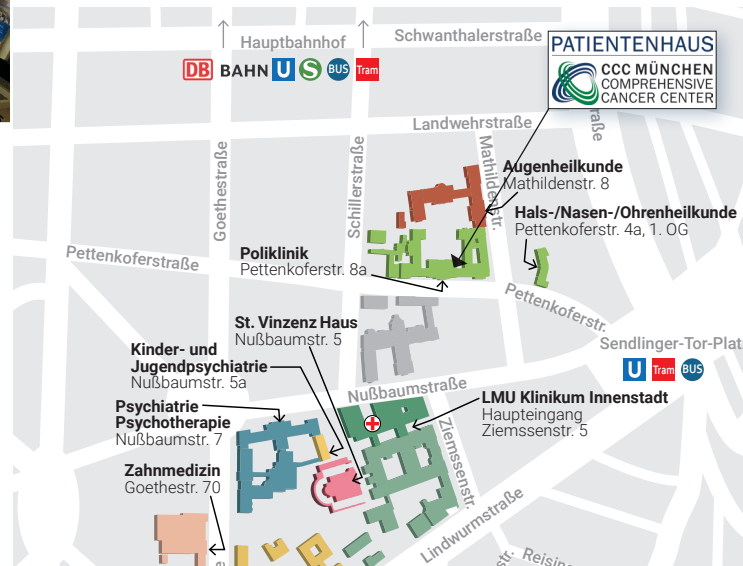 Hauptbahnhof
Schwanthalerstraße
DB BAHN U S BUS Tram
PATIENTENHAUS
CCC MÜNCHEN
COMPREHENSIVE
CANCER CENTER
Landwehrstraße
Goethestraße
Schillerstraße
Mathildenstr.
Augenheilkunde
Mathildenstr. 8
Hals-/Nasen-/Ohrenheilkunde
Pettenkoferstr. 4a, 1. OG
Pettenkoferstraße
Poliklinik
Pettenkoferstr. 8a
Pettenkoferstr.
St. Vinzenz Haus
Nußbaumstr. 5
Sendlinger-Tor-Plat
U Tram BUS
Kinder- und
Jugendpsychiatrie
Nußbaumstr. 5a
Nußbaumstraße
LMU Klinikum Innenstadt
Haupteingang
Ziemssenstr. 5
Psychiatrie
Psychotherapie
Nußbaumstr. 7
Ziemssenstr.
Zahnmedizin
Goethestr. 70
Lindwurmstraße